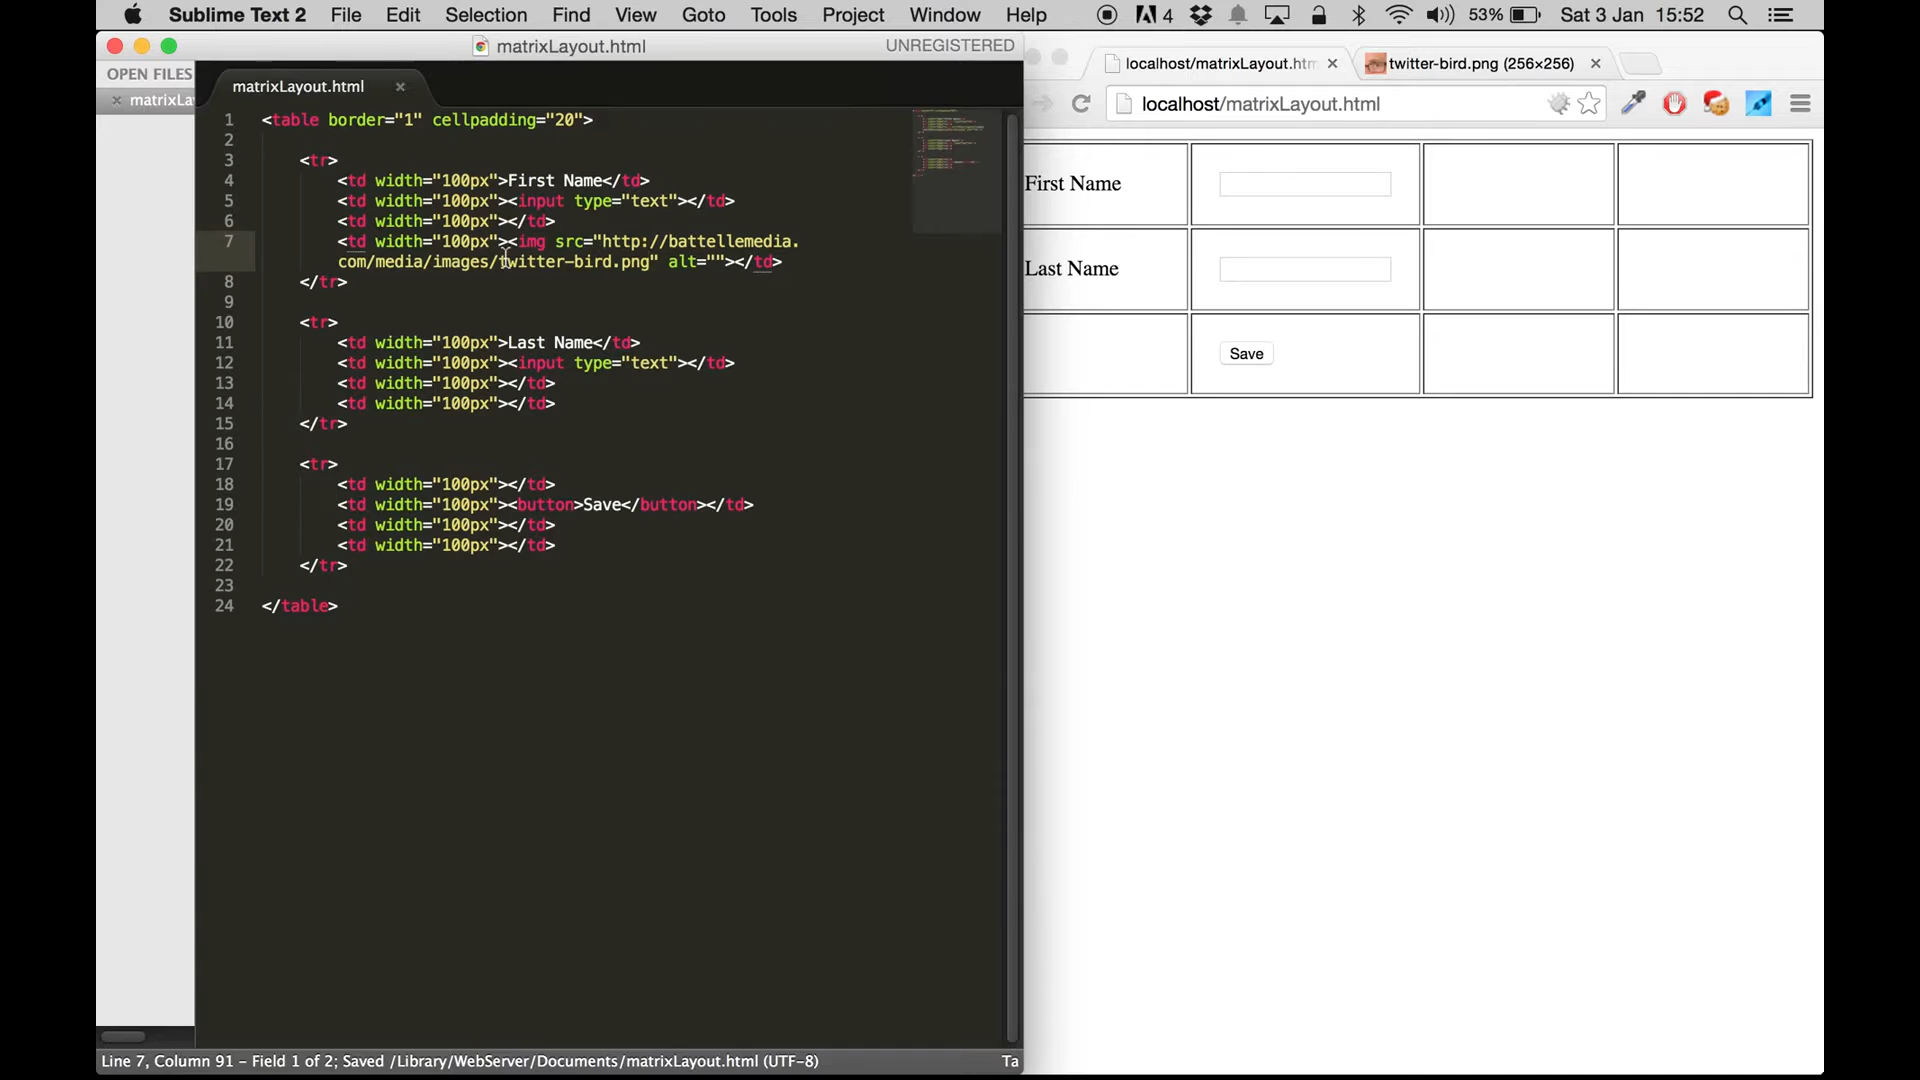 Sublime Text 2 File Edit Selection Find View Goto Tools Project Window Help 4 53% Sat 3 Jan 15:52
matrixLayout.html UNREGISTERED
OPEN FILES
matrixLa
matrixLayout.html
1 <table border="1" cellpadding="20">
2
3 <tr>
4 <td width="100px">First Name</td>
5 <td width="100px"><input type="text"></td>
6 <td width="100px"></td>
7 <td width="100px"><img src="http://battellemedia.
com/media/images/twitter-bird.png" alt=""></td>
8 </tr>
9
10 <tr>
11 <td width="100px">Last Name</td>
12 <td width="100px"><input type="text"></td>
13 <td width="100px"></td>
14 <td width="100px"></td>
15 </tr>
16
17 <tr>
18 <td width="100px"></td>
19 <td width="100px"><button>Save</button></td>
20 <td width="100px"></td>
21 <td width="100px"></td>
22 </tr>
23
24 </table>
Line 7, Column 91 – Field 1 of 2; Saved /Library/WebServer/Documents/matrixLayout.html (UTF-8) Ta
localhost/matrixLayout.htm twitter-bird.png (256×256)
localhost/matrixLayout.html
First Name
Last Name
Save